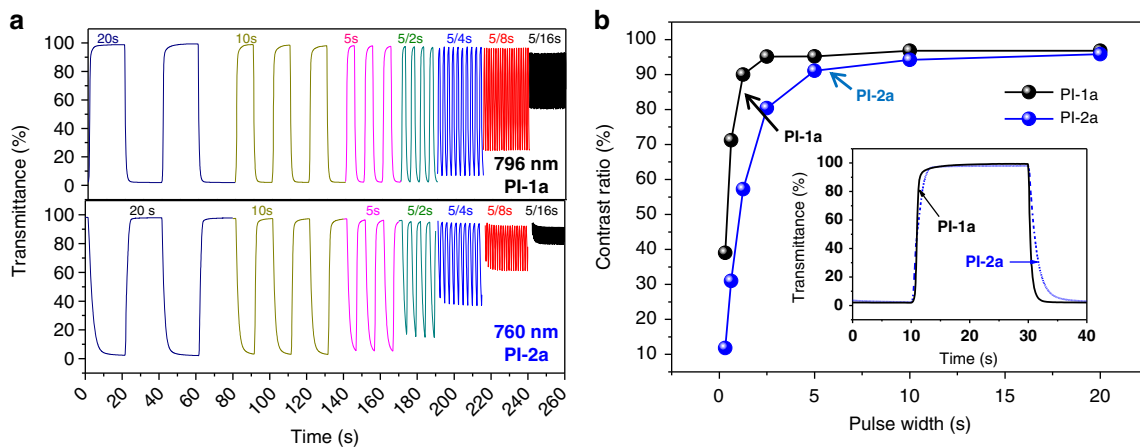 a
20s 10s 5s 5/2s 5/4s 5/8s 5/16s
100
80
60
40
20
0
796 nm
PI-1a
Transmittance (%)
20 s 10s 5s 5/2s 5/4s 5/8s 5/16s
100
80
60
40
20
0
760 nm
PI-2a
0 20 40 60 80 100 120 140 160 180 200 220 240 260
Time (s)
b
100
90
80
70
60
50
40
30
20
10
Contrast ratio (%)
PI-2a
PI-1a
PI-1a
PI-2a
100
80
60
40
20
0
Transmittance (%)
PI-1a
PI-2a
0 10 20 30 40
Time (s)
0 5 10 15 20
Pulse width (s)